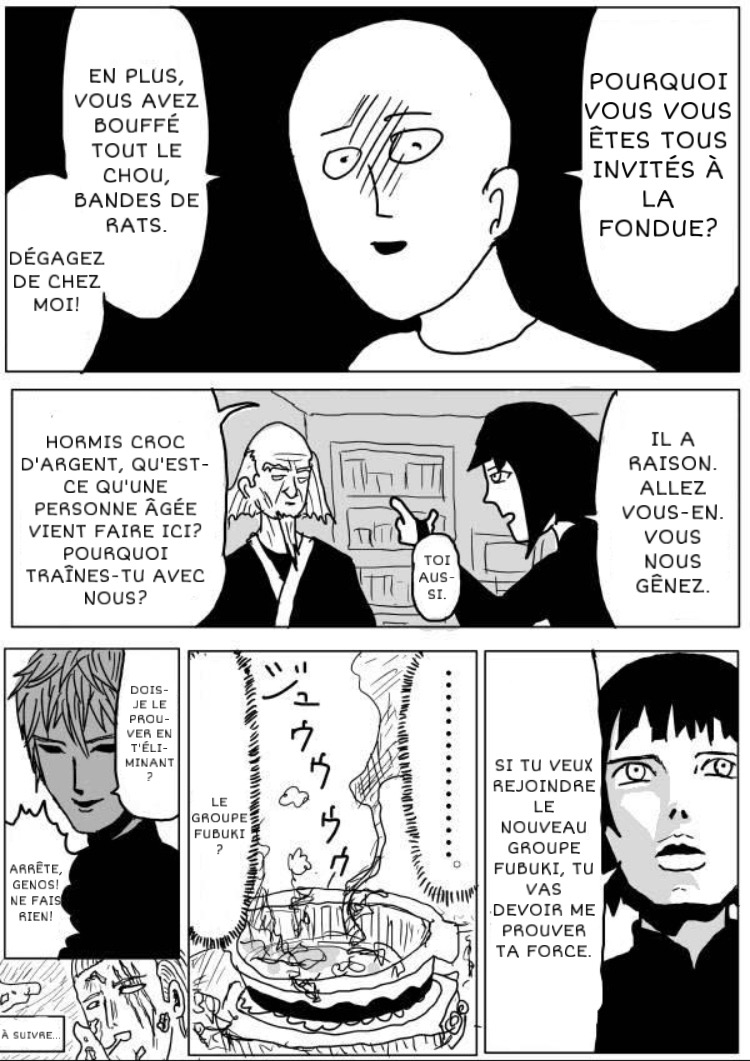 POURQUOI
VOUS VOUS
ÊTES TOUS
INVITÉS À
LA
FONDUE?
EN PLUS,
VOUS AVEZ
BOUFFÉ
TOUT LE
CHOU,
BANDES DE
RATS.
DÉGAGEZ
DE CHEZ
MOI!
IL A
RAISON.
ALLEZ
VOUS-EN.
VOUS
NOUS
GÊNEZ.
TOI
AUS-
SI.
HORMIS CROC
D'ARGENT, QU'EST-
CE QU'UNE
PERSONNE ÂGÉE
VIENT FAIRE ICI?
POURQUOI
TRAÎNES-TU AVEC
NOUS?
SI TU VEUX
REJOINDRE
LE
NOUVEAU
GROUPE
FUBUKI, TU
VAS
DEVOIR ME
PROUVER
TA FORCE.
..............。
ジュウウウウ
LE
GROUPE
FUBUKI
?
DOIS-
JE LE
PROU-
VER EN
T'ÉLI-
MINANT
?
ARRÊTE,
GENOS!
NE FAIS
RIEN!
À SUIVRE...